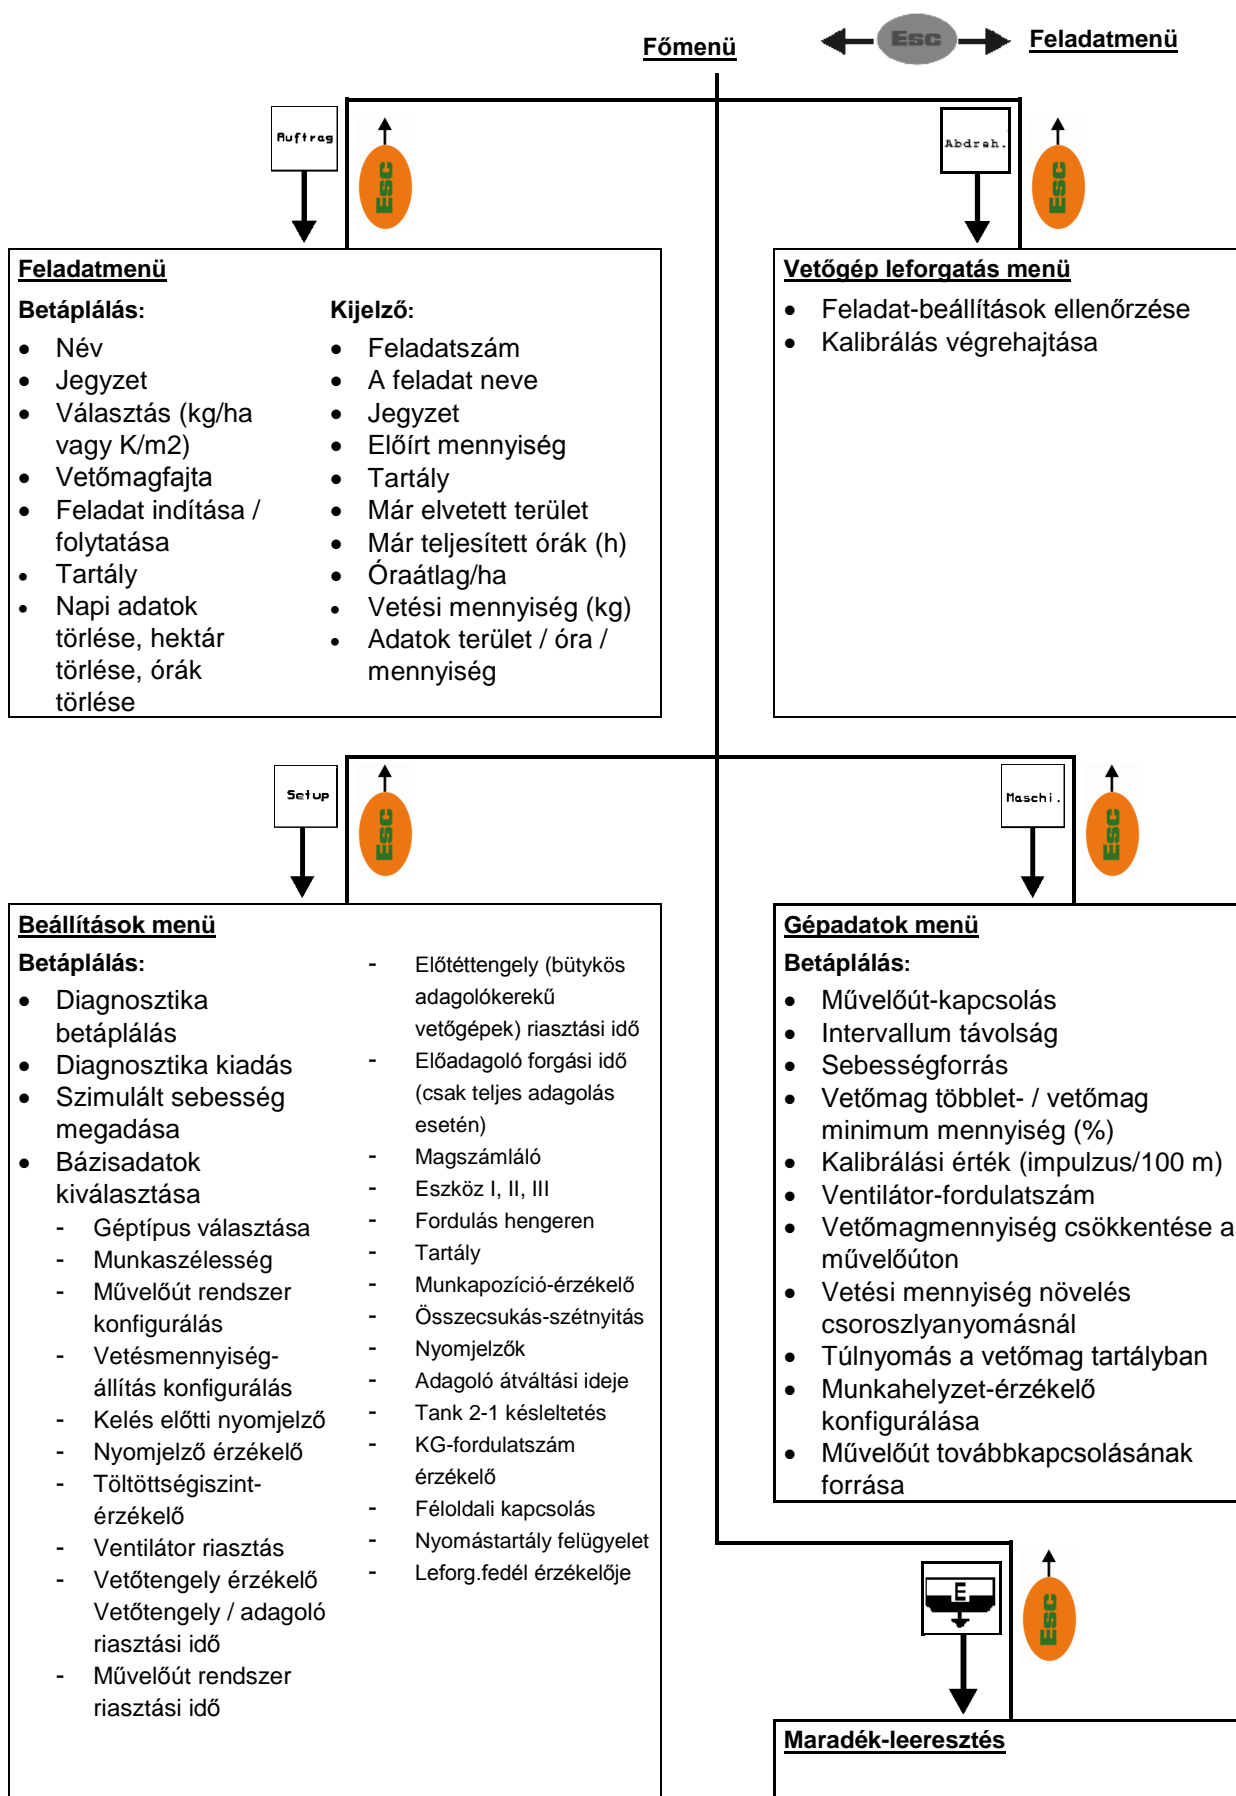 Főmenü
Esc
Feladatmenü
Auftrag
Esc
Abdreh.
Esc
Feladatmenü
Betáplálás:
• Név
• Jegyzet
• Választás (kg/ha
vagy K/m2)
• Vetőmagfajta
• Feladat indítása /
folytatása
• Tartály
• Napi adatok
törlése, hektár
törlése, órák
törlése
Kijelző:
• Feladatszám
• A feladat neve
• Jegyzet
• Előírt mennyiség
• Tartály
• Már elvetett terület
• Már teljesített órák (h)
• Óraátlag/ha
• Vetési mennyiség (kg)
• Adatok terület / óra /
mennyiség
Vetőgép leforgatás menü
• Feladat-beállítások ellenőrzése
• Kalibrálás végrehajtása
Setup
Esc
Maschi.
Esc
Beállítások menü
Betáplálás:
• Diagnosztika
betáplálás
• Diagnosztika kiadás
• Szimulált sebesség
megadása
• Bázisadatok
kiválasztása
- Géptípus választása
- Munkaszélesség
- Művelőút rendszer
konfigurálás
- Vetésmennyiség-
állítás konfigurálás
- Kelés előtti nyomjelző
- Nyomjelző érzékelő
- Töltöttségiszint-
érzékelő
- Ventilátor riasztás
- Vetőtengely érzékelő
Vetőtengely / adagoló
riasztási idő
- Művelőút rendszer
riasztási idő
- Előtéttengely (bütykös
adagolókerekű
vetőgépek) riasztási idő
- Előadagoló forgási idő
(csak teljes adagolás
esetén)
- Magszámláló
- Eszköz I, II, III
- Fordulás hengeren
- Tartály
- Munkapozíció-érzékelő
- Összecsukás-szétnyitás
- Nyomjelzők
- Adagoló átváltási ideje
- Tank 2-1 késleltetés
- KG-fordulatszám
érzékelő
- Féloldali kapcsolás
- Nyomástartály felügyelet
- Leforg.fedél érzékelője
Gépadatok menü
Betáplálás:
• Művelőút-kapcsolás
• Intervallum távolság
• Sebességforrás
• Vetőmag többlet- / vetőmag
minimum mennyiség (%)
• Kalibrálási érték (impulzus/100 m)
• Ventilátor-fordulatszám
• Vetőmagmennyiség csökkentése a
művelőúton
• Vetési mennyiség növelés
csoroszlyanyomásnál
• Túlnyomás a vetőmag tartályban
• Munkahelyzet-érzékelő
konfigurálása
• Művelőút továbbkapcsolásának
forrása
E
Esc
Maradék-leeresztés